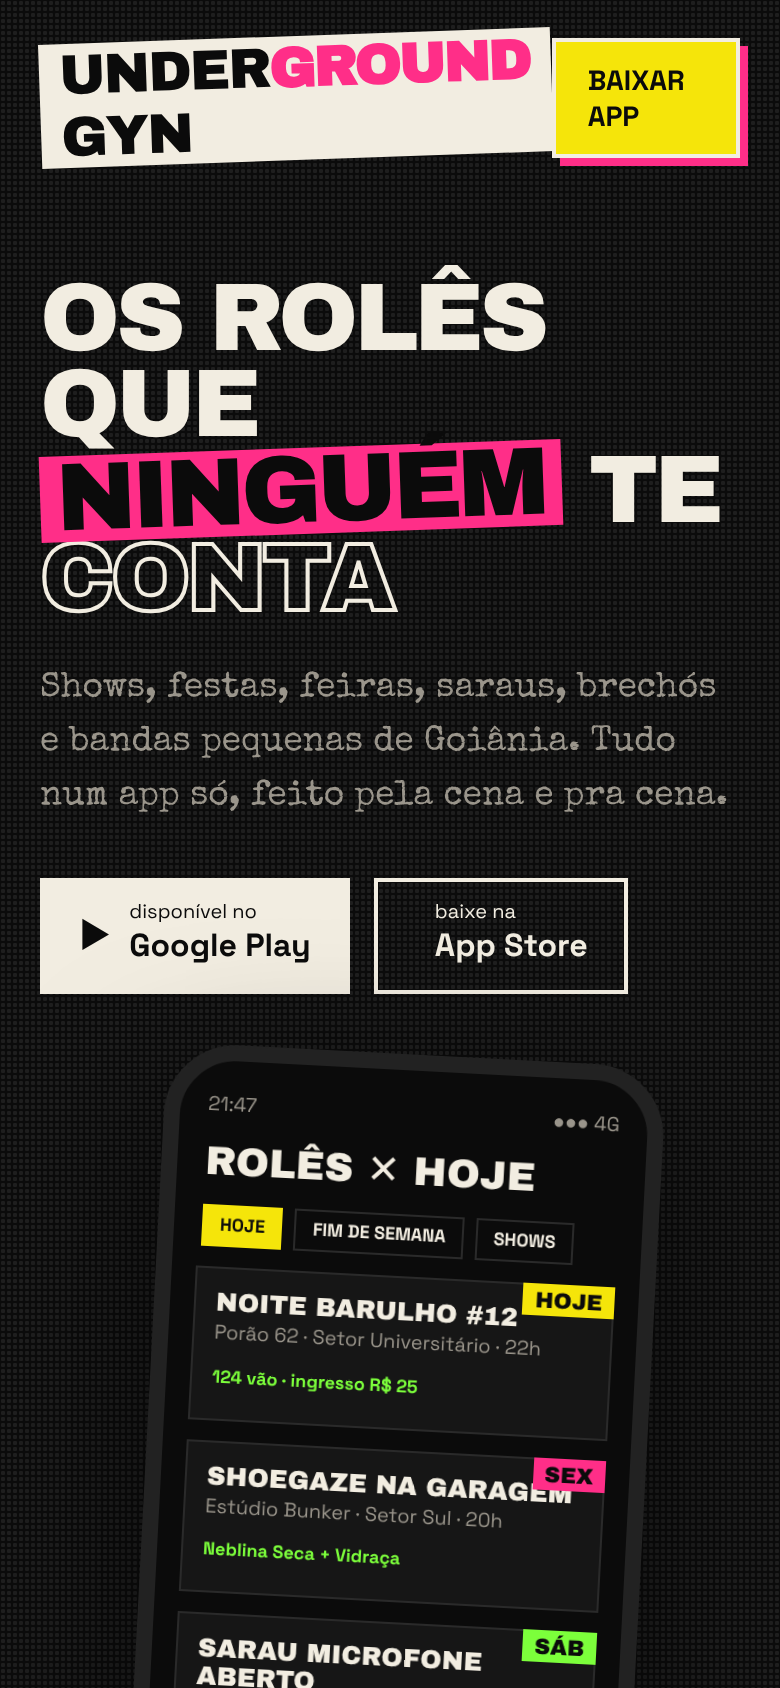 UNDERGROUND
GYN
BAIXAR
APP
OS ROLÊS
QUE
NINGUÉM TE
CONTA
Shows, festas, feiras, saraus, brechós
e bandas pequenas de Goiânia. Tudo
num app só, feito pela cena e pra cena.
disponível no
Google Play
baixe na
App Store
21:47
●●● 4G
ROLÊS × HOJE
HOJE
FIM DE SEMANA
SHOWS
HOJE
NOITE BARULHO #12
Porão 62 · Setor Universitário · 22h
124 vão · ingresso R$ 25
SEX
SHOEGAZE NA GARAGEM
Estúdio Bunker · Setor Sul · 20h
Neblina Seca + Vidraça
SÁB
SARAU MICROFONE
ABERTO